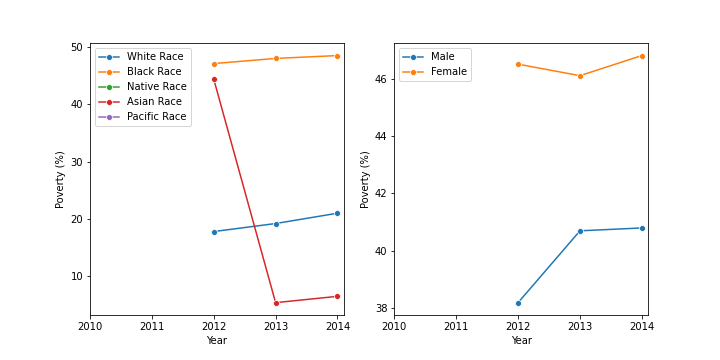 50
40
30
20
10
Poverty (%)
White Race
Black Race
Native Race
Asian Race
Pacific Race
2010 2011 2012 2013 2014
Year
46
44
42
40
38
Poverty (%)
Male
Female
2010 2011 2012 2013 2014
Year